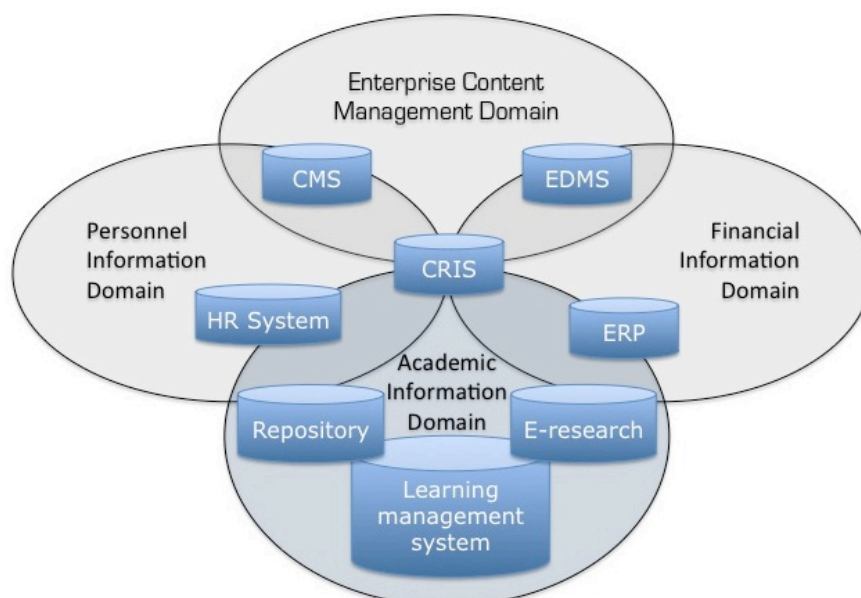 Enterprise Content
Management Domain
CMS
EDMS
Personnel
Information
Domain
Financial
Information
Domain
CRIS
HR System
ERP
Academic
Information
Domain
Repository
E-research
Learning
management
system